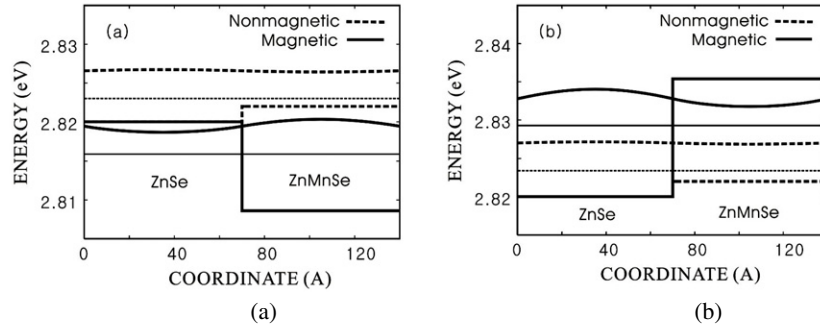 (a)
Nonmagnetic
Magnetic
2.83
2.82
2.81
ENERGY (eV)
ZnSe
ZnMnSe
0
40
80
120
COORDINATE (A)
(a)
(b)
Nonmagnetic
Magnetic
2.84
2.83
2.82
ENERGY (eV)
ZnSe
ZnMnSe
0
40
80
120
COORDINATE (A)
(b)